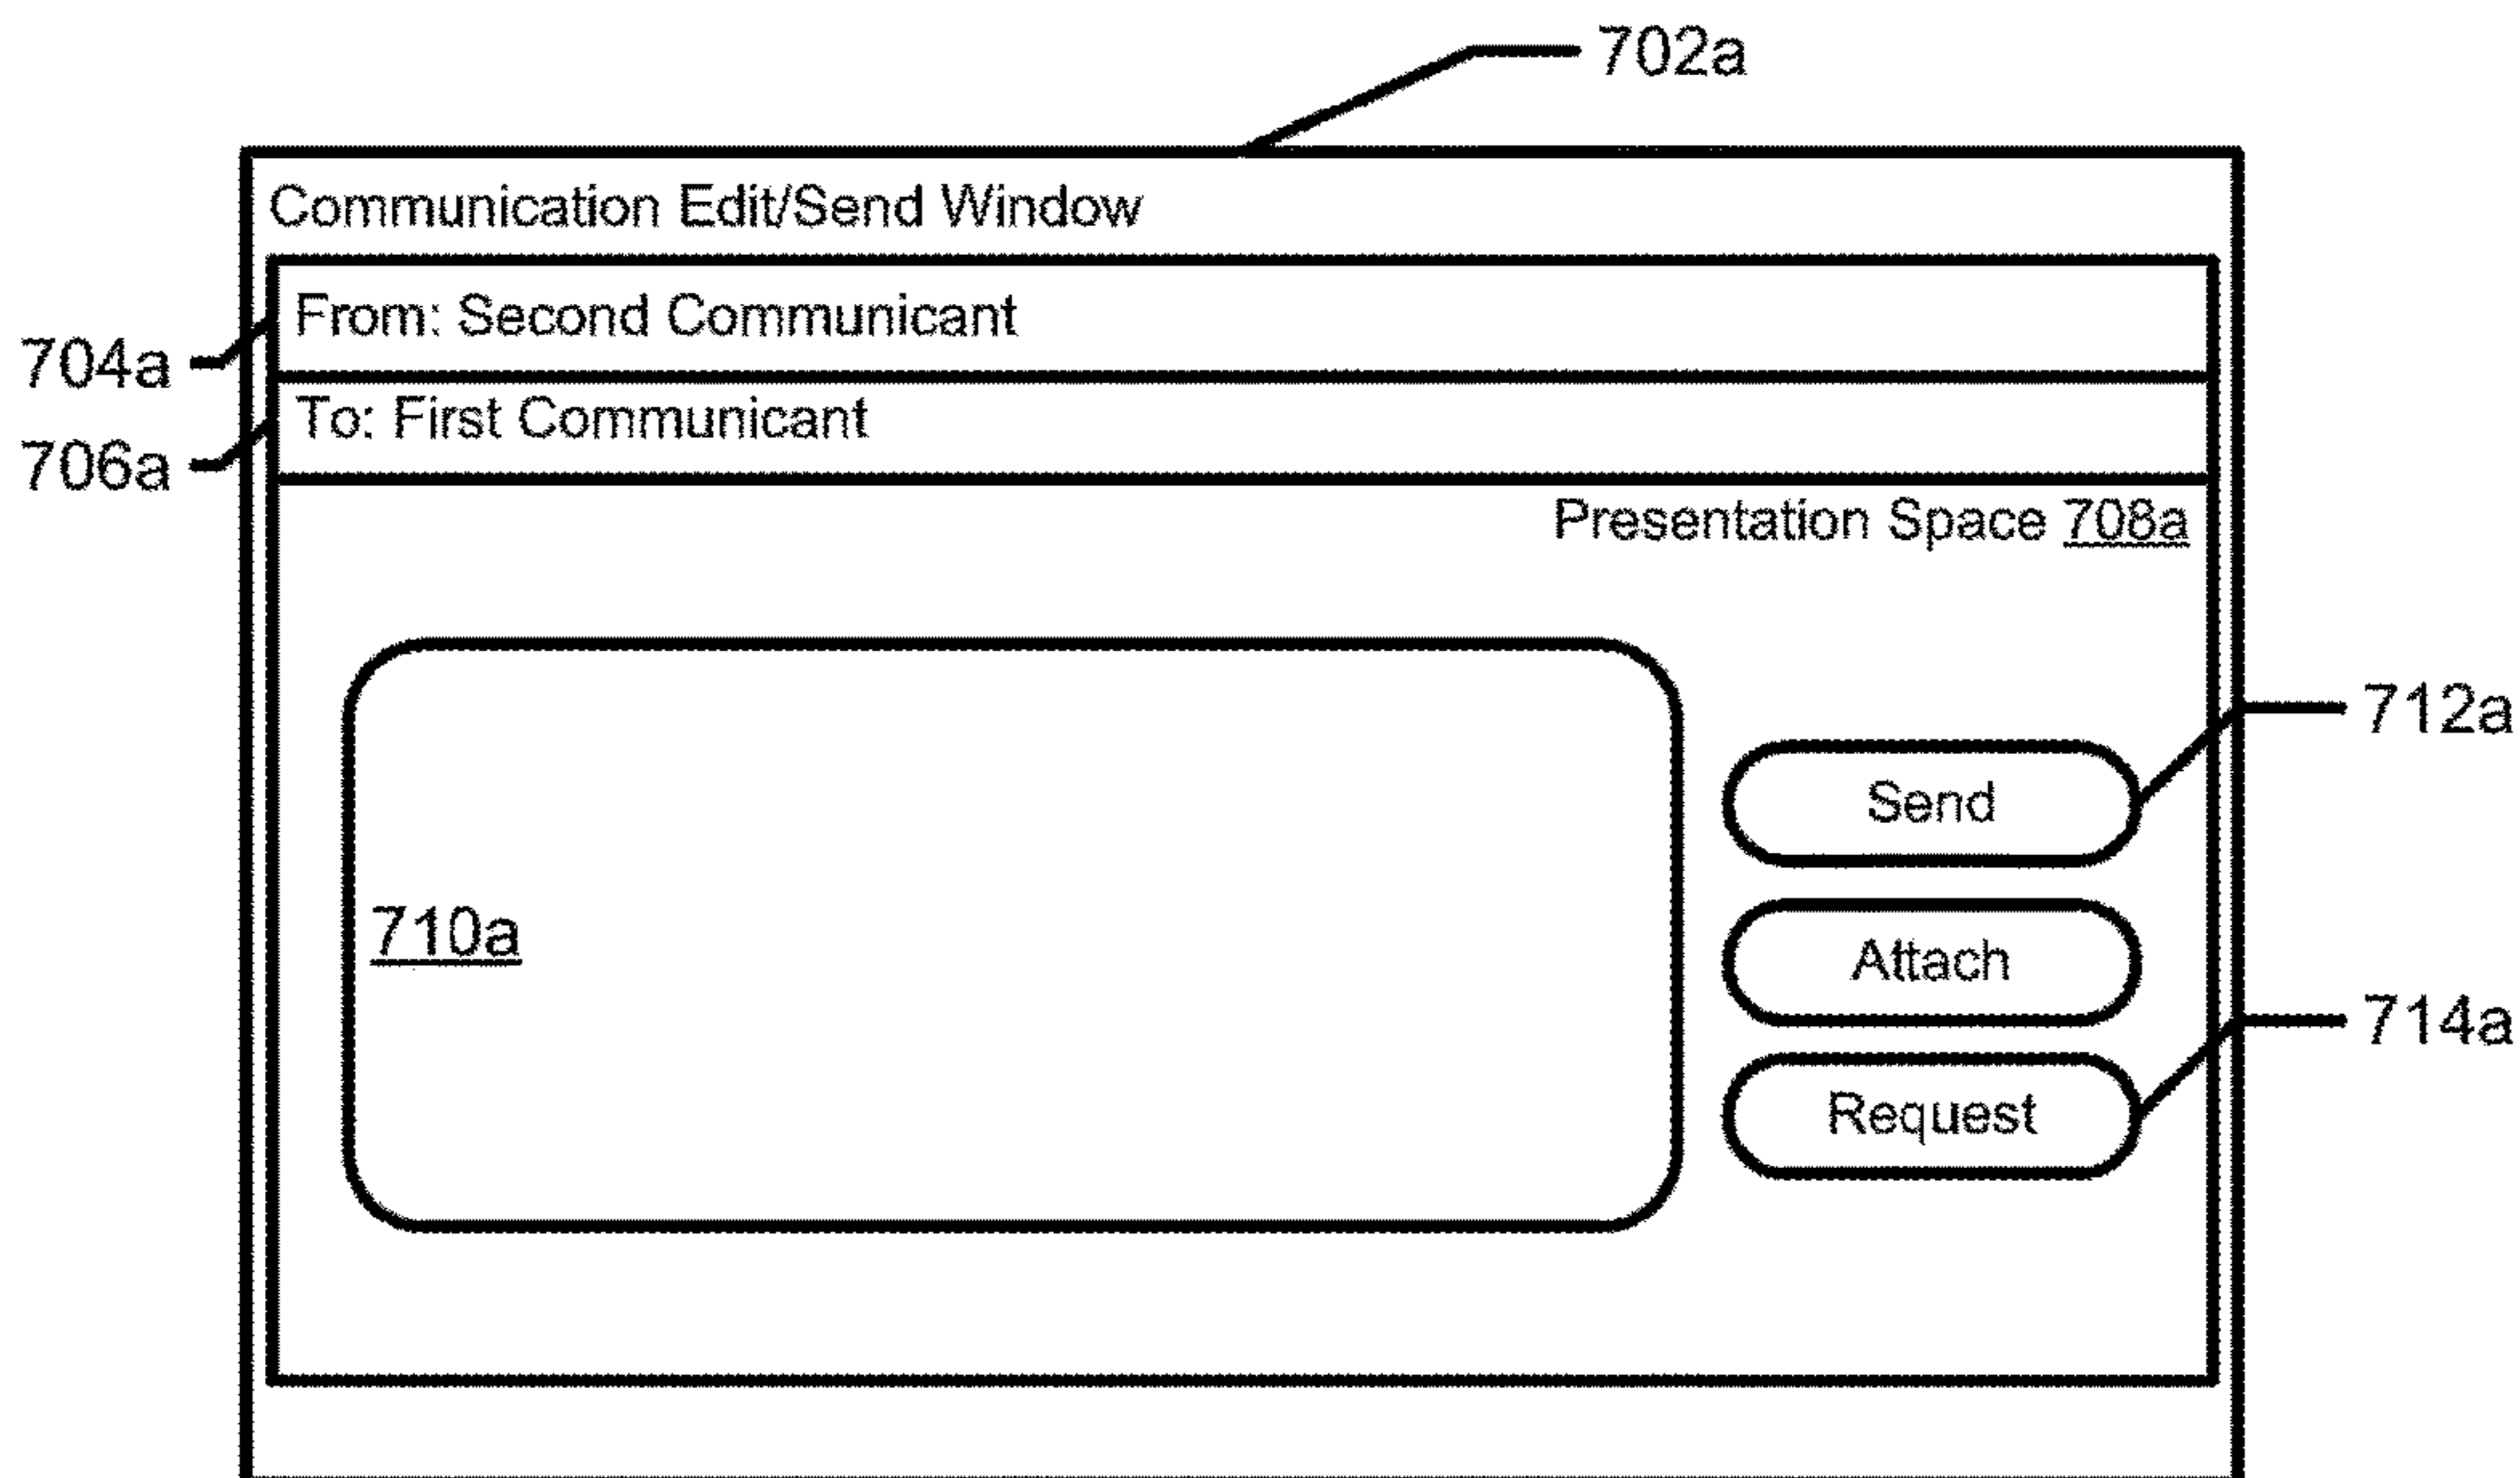 702a
Communication Edit/Send Window
From: Second Communicant
704a
To: First Communicant
706a
Presentation Space 708a
712a
Send
710a
Attach
714a
Request